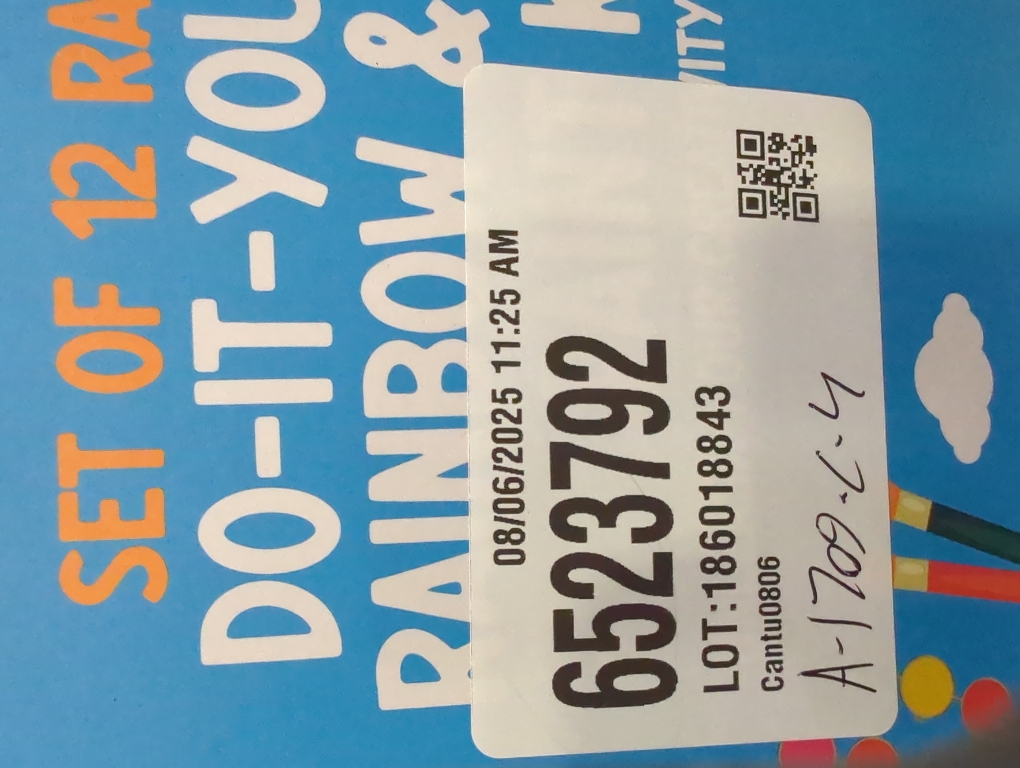 SET OF 12 RA
DO-IT-YOU
RAINBOW &
VITY
08/06/2025 11:25 AM
6523792
LOT:186018843
Cantu0806
A-1709-C-4